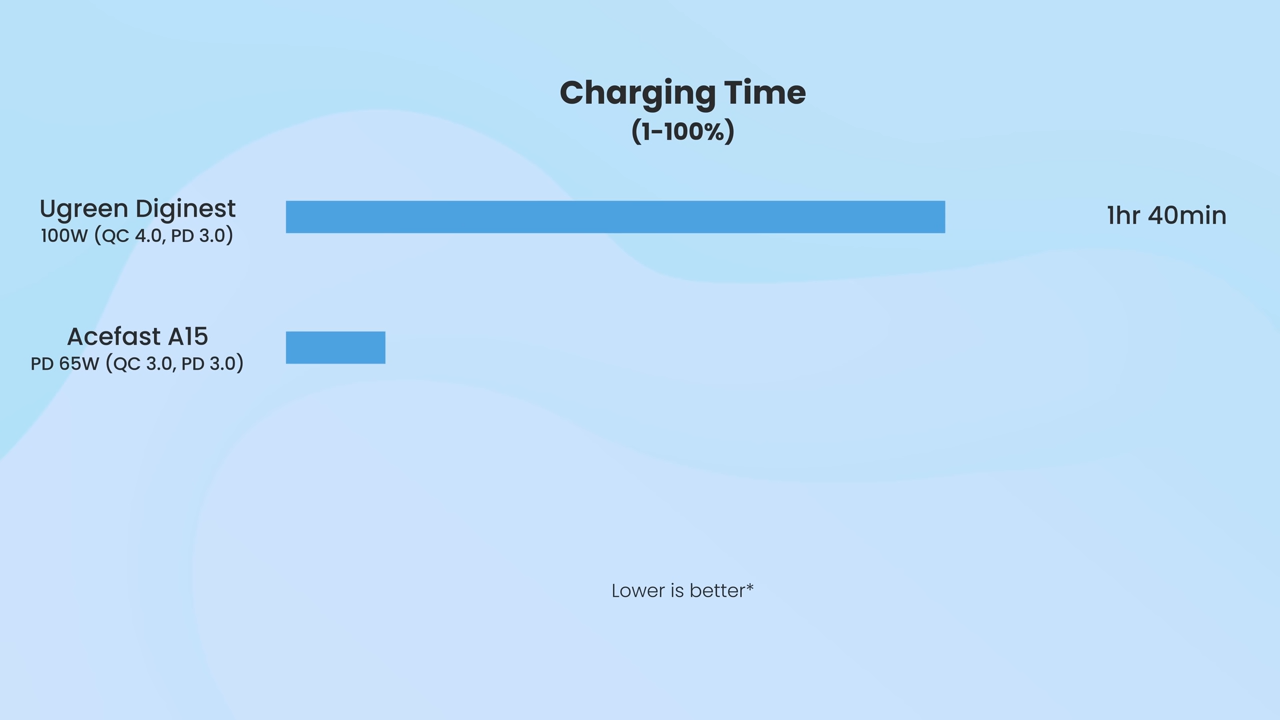 Charging Time
(1-100%)
Ugreen Diginest
100W (QC 4.0, PD 3.0)
1hr 40min
Acefast A15
PD 65W (QC 3.0, PD 3.0)
Lower is better*